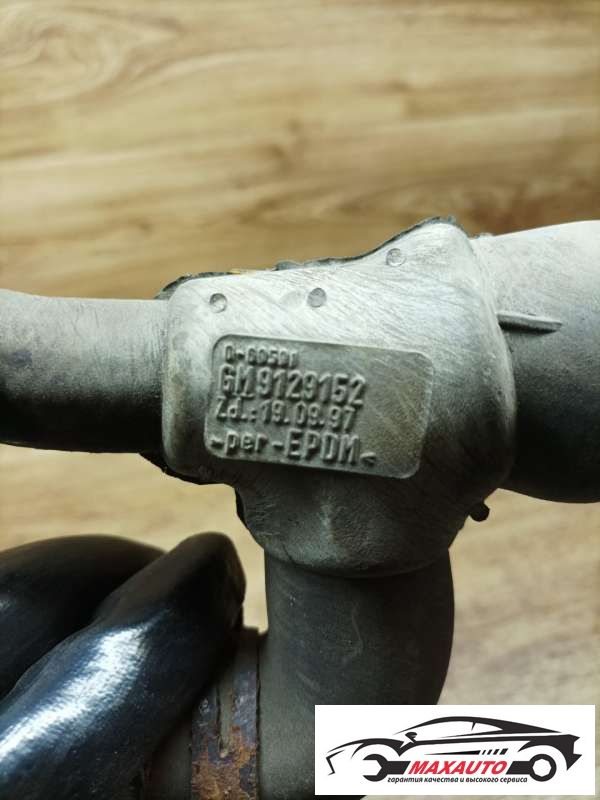 GM 9129152
Zd.: 19.09.97
-per-EPDM<
MAXAUTO
гарантия качества и высокого сервиса